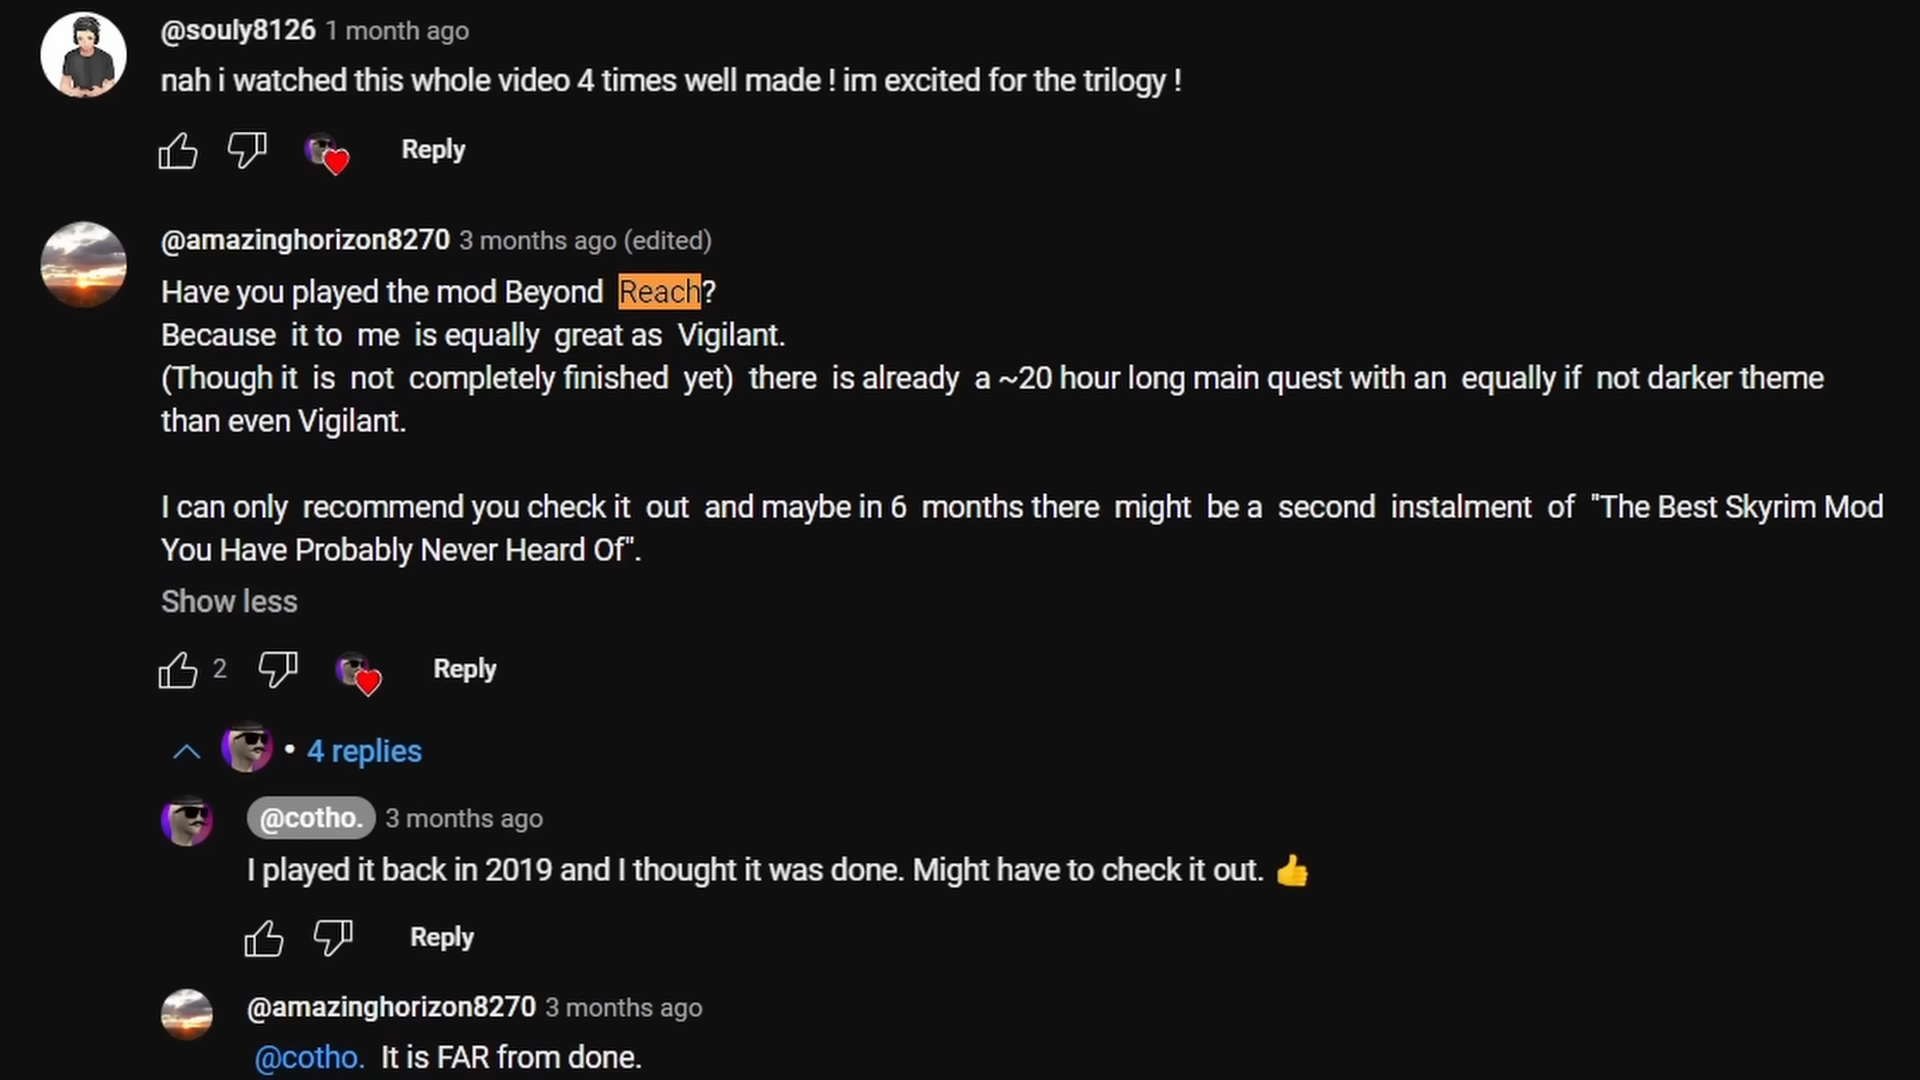 @souly8126 1 month ago
nah i watched this whole video 4 times well made ! im excited for the trilogy !
Reply
@amazinghorizon8270 3 months ago (edited)
Have you played the mod Beyond Reach?
Because it to me is equally great as Vigilant.
(Though it is not completely finished yet) there is already a ~20 hour long main quest with an equally if not darker theme
than even Vigilant.
I can only recommend you check it out and maybe in 6 months there might be a second instalment of "The Best Skyrim Mod
You Have Probably Never Heard Of".
Show less
2 Reply
• 4 replies
@cotho. 3 months ago
I played it back in 2019 and I thought it was done. Might have to check it out. 👍
Reply
@amazinghorizon8270 3 months ago
@cotho. It is FAR from done.